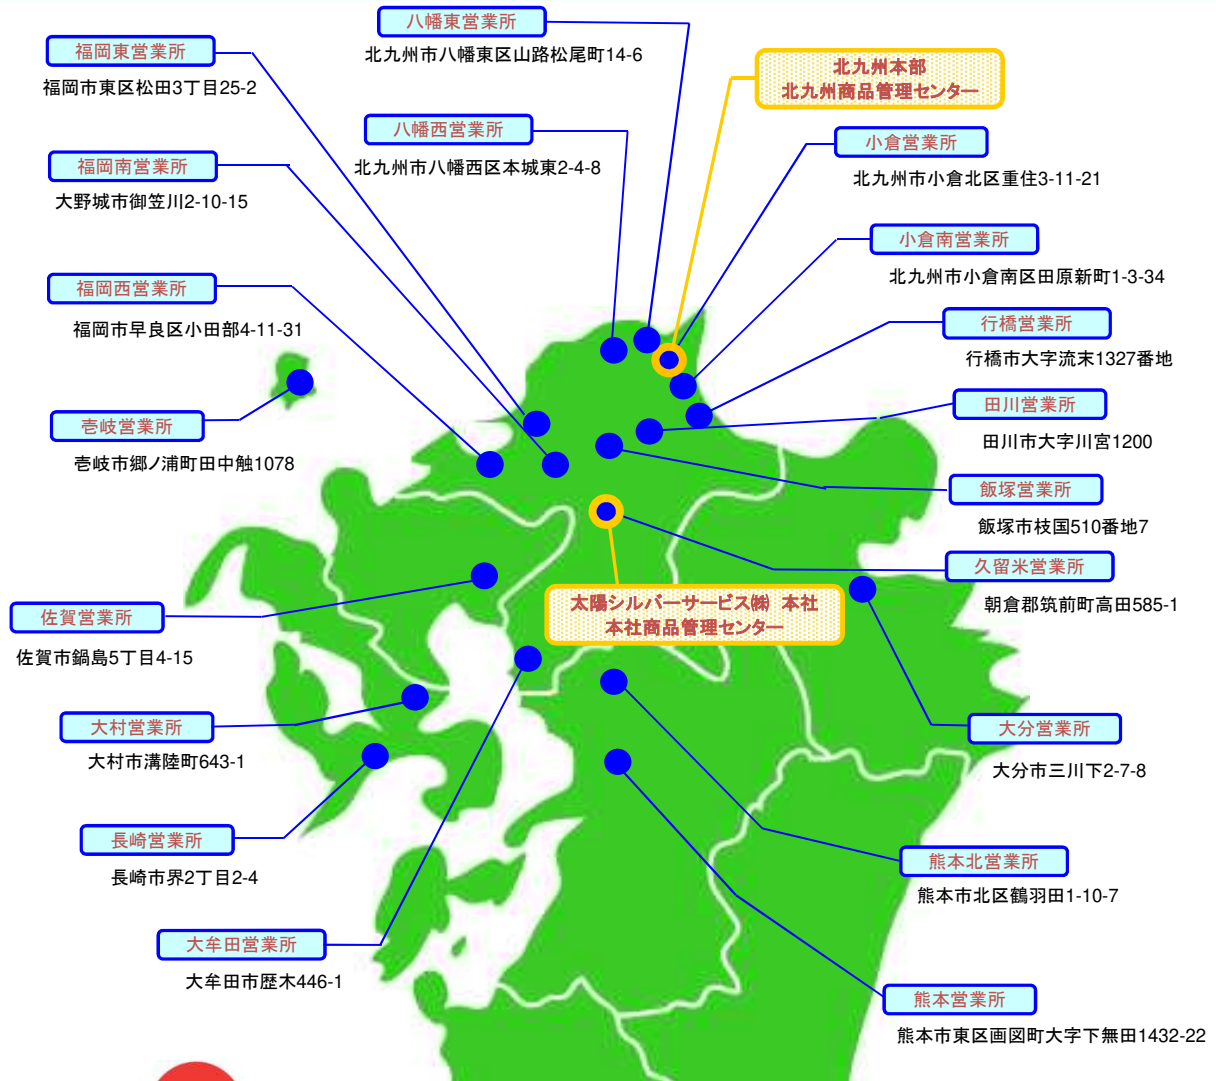 八幡東営業所
北九州市八幡東区山路松尾町14-6
福岡東営業所
福岡市東区松田3丁目25-2
北九州本部
北九州商品管理センター
八幡西営業所
北九州市八幡西区本城東2-4-8
小倉営業所
北九州市小倉北区重住3-11-21
福岡南営業所
大野城市御笠川2-10-15
小倉南営業所
北九州市小倉南区田原新町1-3-34
福岡西営業所
福岡市早良区小田部4-11-31
行橋営業所
行橋市大字流末1327番地
田川営業所
田川市大字川宮1200
壱岐営業所
壱岐市郷ノ浦町田中触1078
飯塚営業所
飯塚市枝国510番地7
久留米営業所
朝倉郡筑前町高田585-1
太陽シルバーサービス㈱ 本社
本社商品管理センター
佐賀営業所
佐賀市鍋島5丁目4-15
大村営業所
大村市溝陸町643-1
大分営業所
大分市三川下2-7-8
長崎営業所
長崎市界2丁目2-4
熊本北営業所
熊本市北区鶴羽田1-10-7
大牟田営業所
大牟田市歴木446-1
熊本営業所
熊本市東区画図町大字下無田1432-22